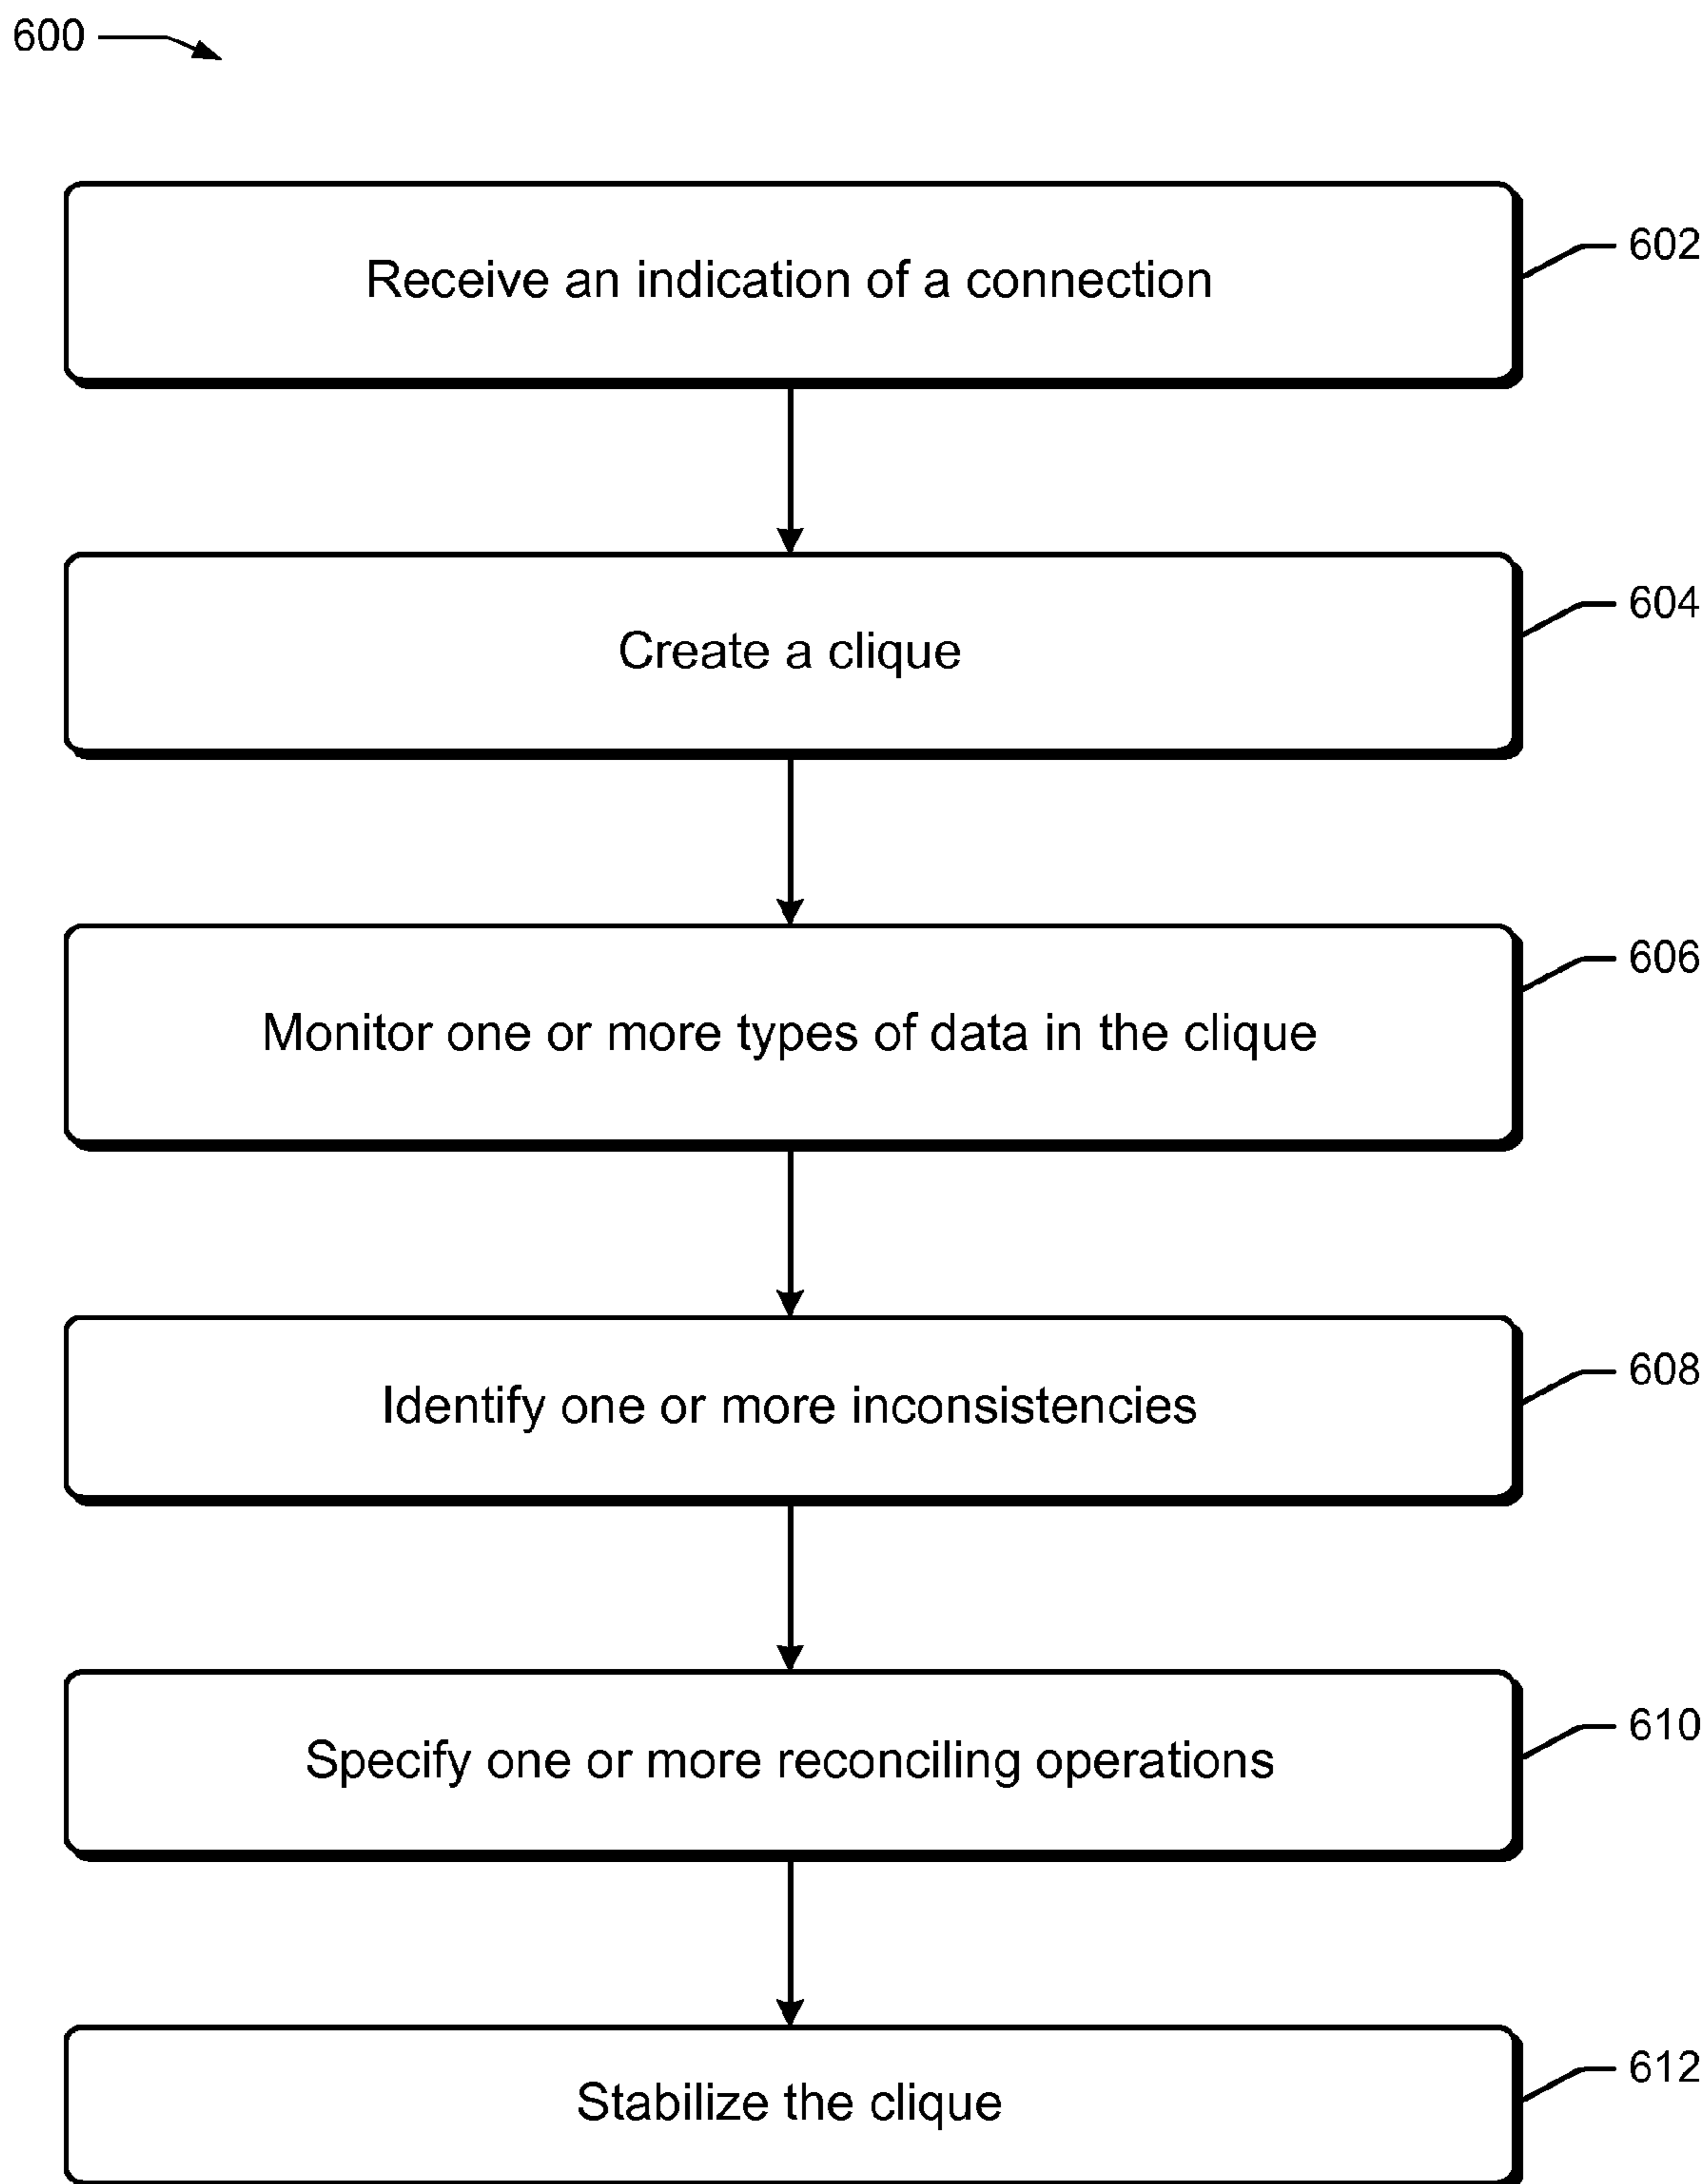 600
Receive an indication of a connection
602
Create a clique
604
Monitor one or more types of data in the clique
606
Identify one or more inconsistencies
608
Specify one or more reconciling operations
610
Stabilize the clique
612